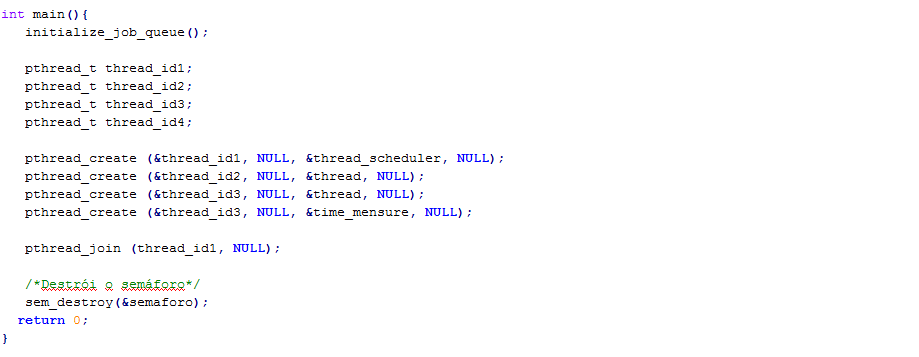 int main(){
initialize_job_queue();
pthread_t thread_id1;
pthread_t thread_id2;
pthread_t thread_id3;
pthread_t thread_id4;
pthread_create (&thread_id1, NULL, &thread_scheduler, NULL);
pthread_create (&thread_id2, NULL, &thread, NULL);
pthread_create (&thread_id3, NULL, &thread, NULL);
pthread_create (&thread_id3, NULL, &time_mensure, NULL);
pthread_join (thread_id1, NULL);
/*Destrói o semáforo*/
sem_destroy(&semaforo);
return 0;
}